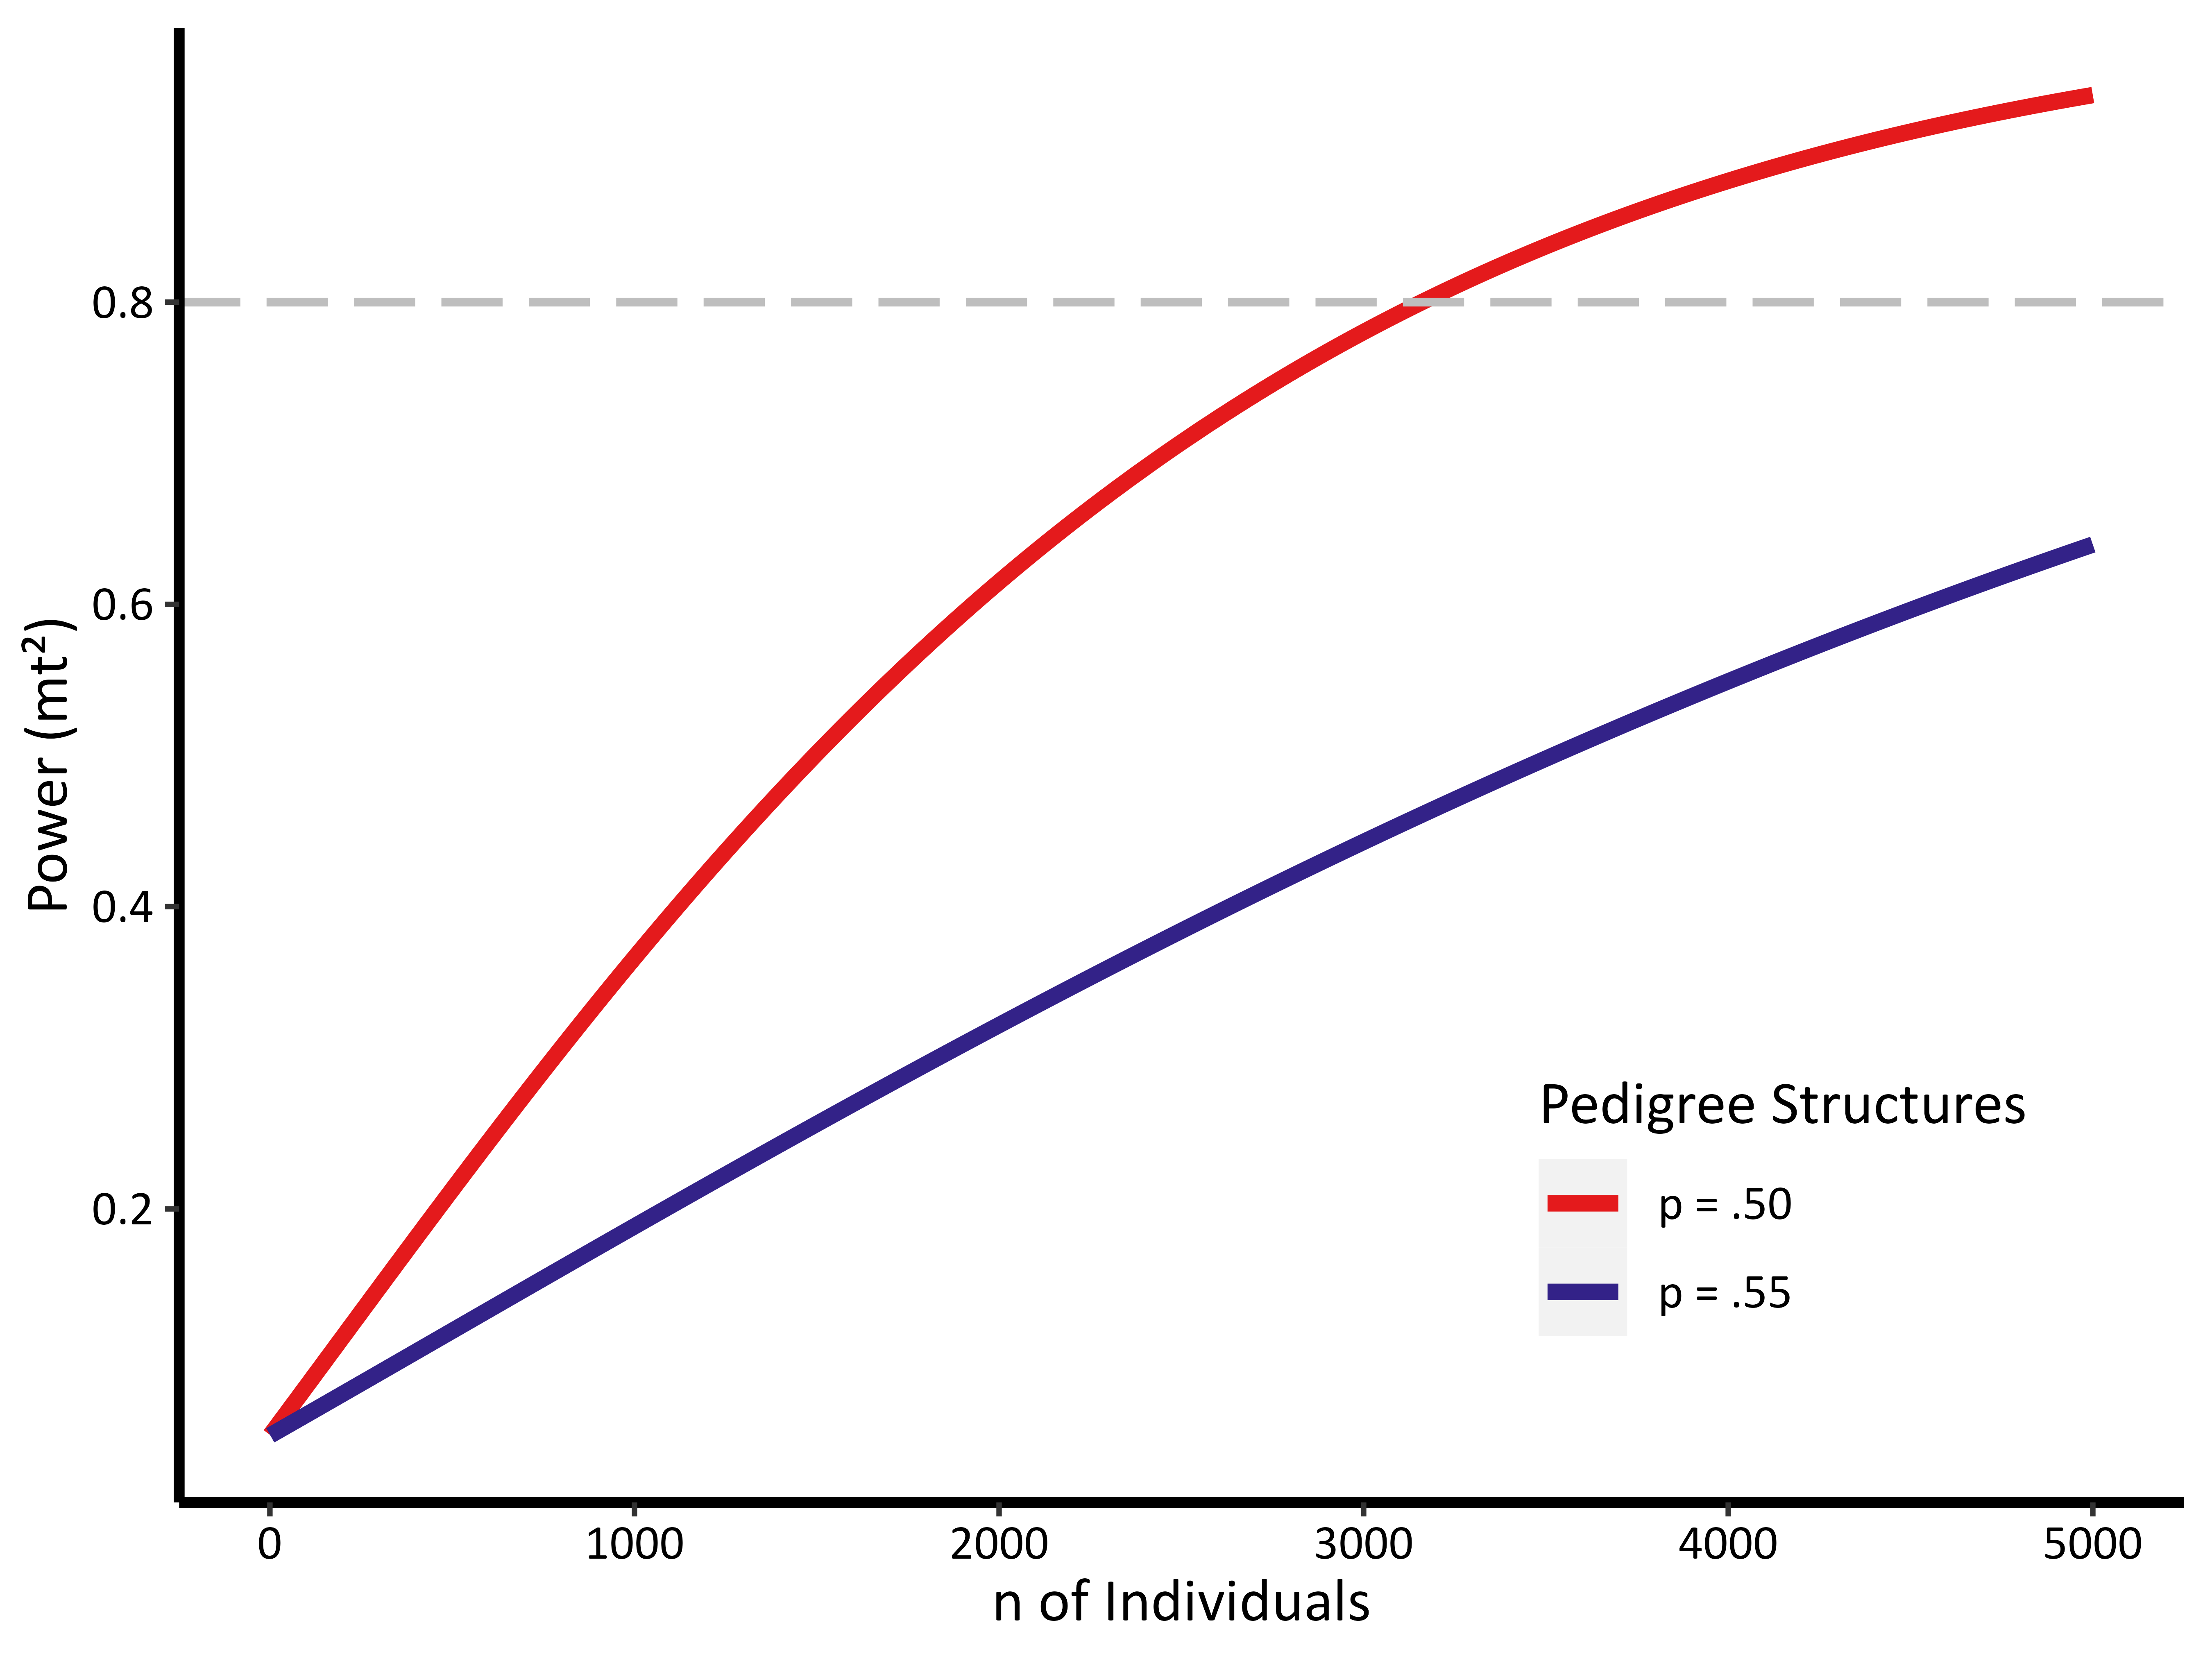 Power (mt²)
0.8
0.6
0.4
0.2
0 1000 2000 3000 4000 5000
n of Individuals
Pedigree Structures
p = .50
p = .55